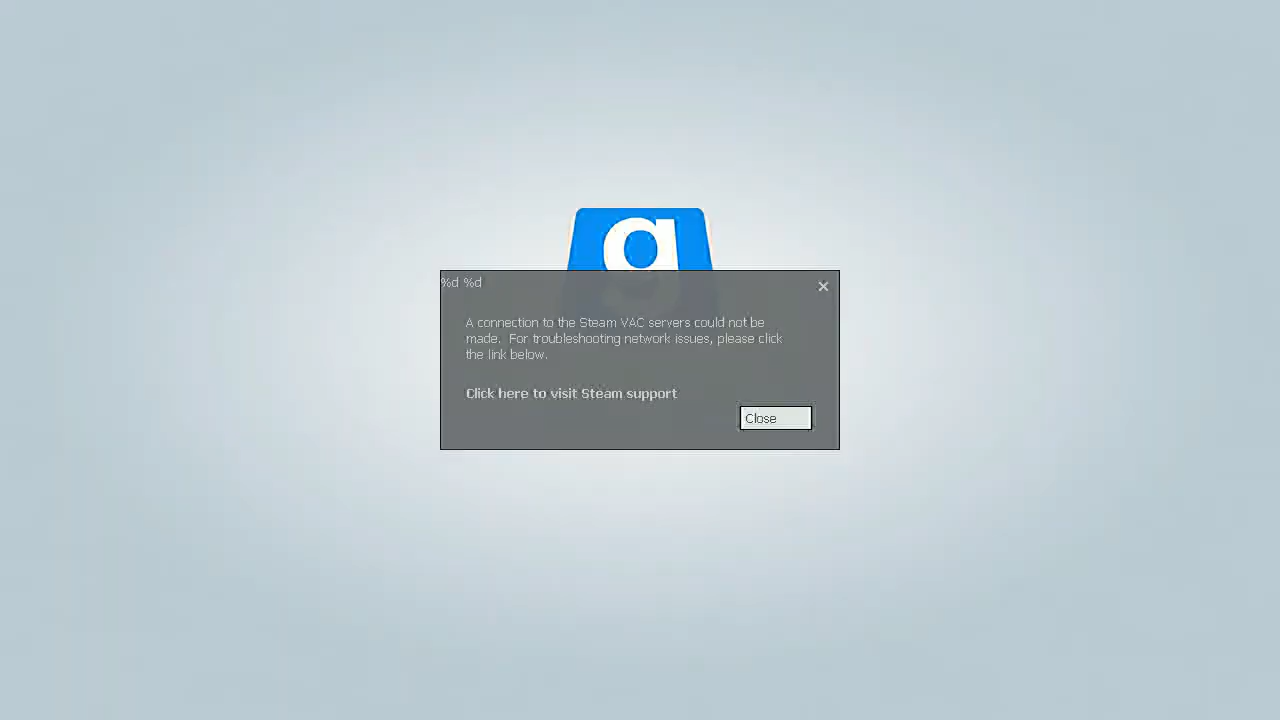 g
%d %d
A connection to the Steam VAC servers could not be
made.  For troubleshooting network issues, please click
the link below.
Click here to visit Steam support
Close